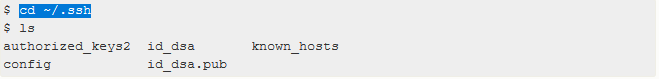 $ cd ~/.ssh
$ ls
authorized_keys2  id_dsa       known_hosts
config            id_dsa.pub